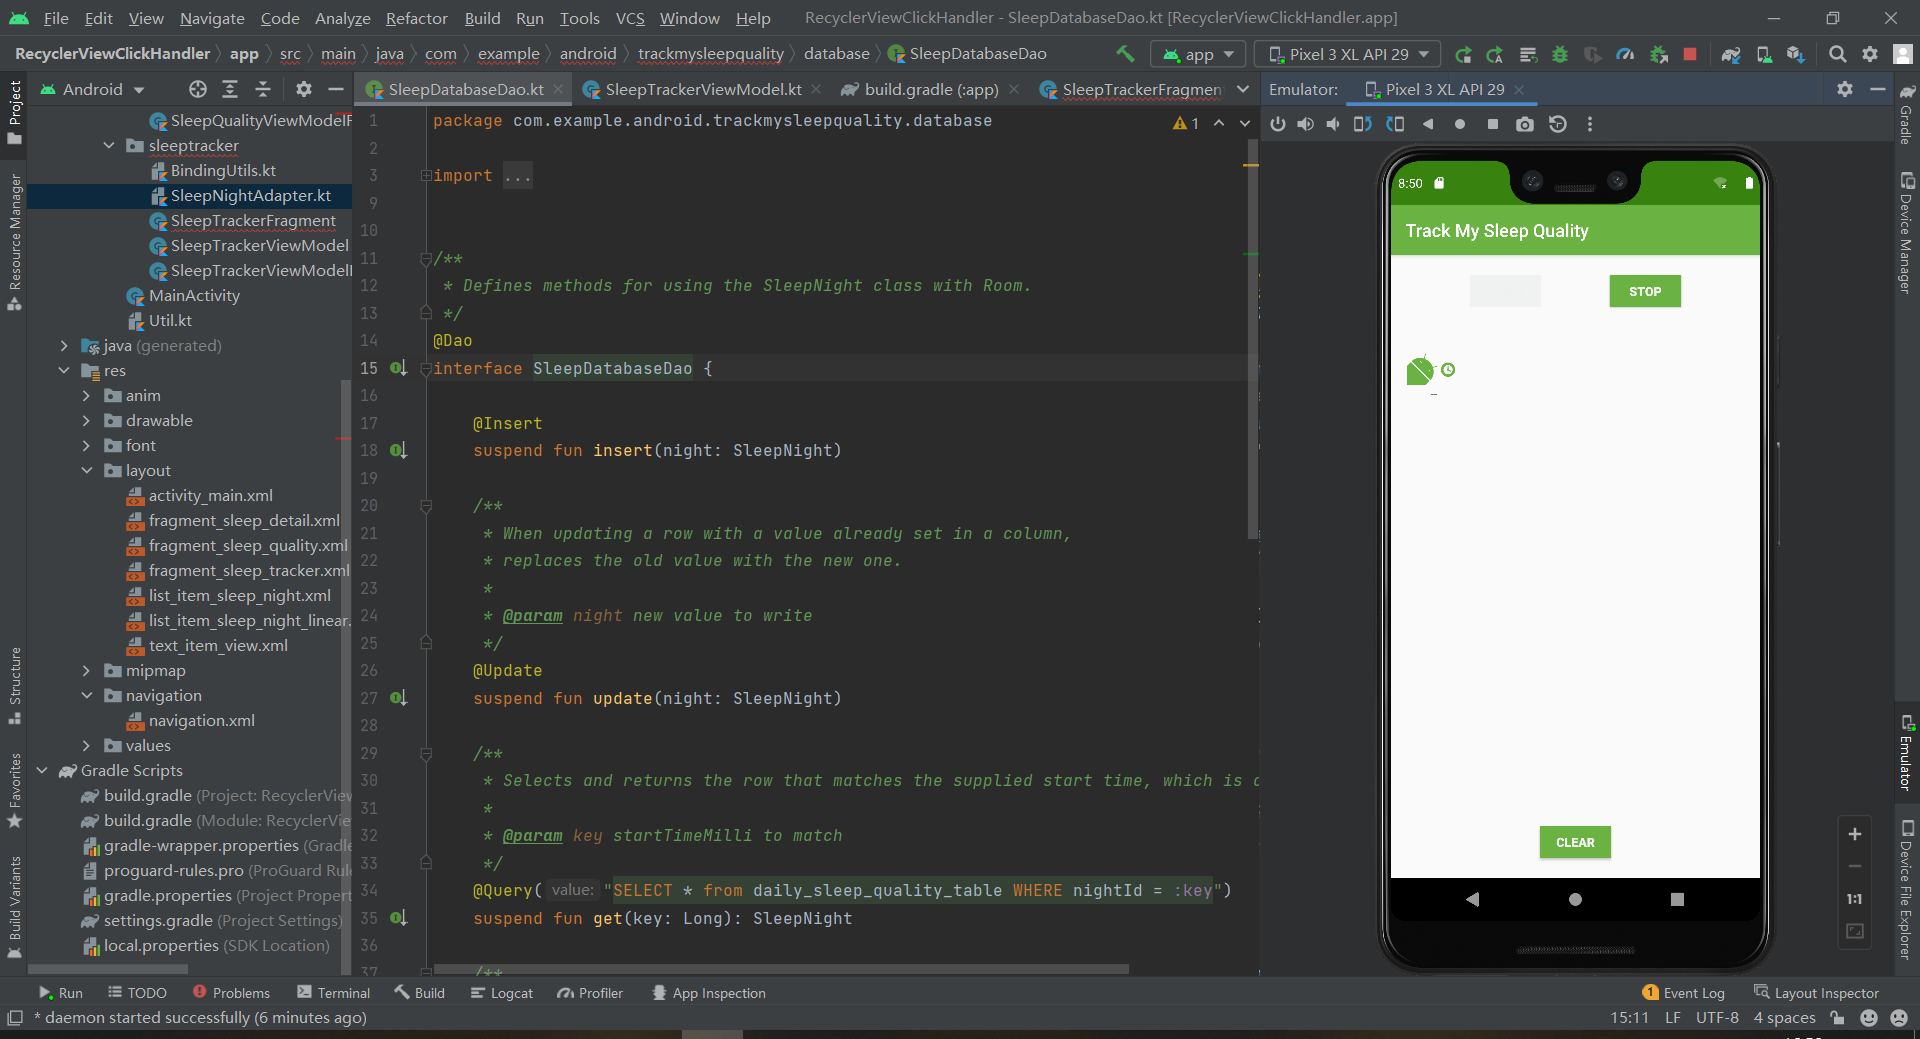 File Edit View Navigate Code Analyze Refactor Build Run Tools VCS Window Help RecyclerViewClickHandler - SleepDatabaseDao.kt [RecyclerViewClickHandler.app]
RecyclerViewClickHandler app src main java com example android trackmysleepquality database SleepDatabaseDao app Pixel 3 XL API 29
Project
Resource Manager
Structure
Favorites
Build Variants
Android
SleepQualityViewModelF
sleeptracker
BindingUtils.kt
SleepNightAdapter.kt
SleepTrackerFragment
SleepTrackerViewModel
SleepTrackerViewModelI
MainActivity
Util.kt
java (generated)
res
anim
drawable
font
layout
activity_main.xml
fragment_sleep_detail.xml
fragment_sleep_quality.xml
fragment_sleep_tracker.xml
list_item_sleep_night.xml
list_item_sleep_night_linear.
text_item_view.xml
mipmap
navigation
navigation.xml
values
Gradle Scripts
build.gradle (Project: RecyclerView
build.gradle (Module: RecyclerVie
gradle-wrapper.properties (Gradle
proguard-rules.pro (ProGuard Rul
gradle.properties (Project Propert
settings.gradle (Project Settings)
local.properties (SDK Location)
SleepDatabaseDao.kt SleepTrackerViewModel.kt build.gradle (:app) SleepTrackerFragmen
1 package com.example.android.trackmysleepquality.database
1
2
3 import ...
9
10
11 /**
12 * Defines methods for using the SleepNight class with Room.
13 */
14 @Dao
15 interface SleepDatabaseDao {
16
17 @Insert
18 suspend fun insert(night: SleepNight)
19
20 /**
21 * When updating a row with a value already set in a column,
22 * replaces the old value with the new one.
23 *
24 * @param night new value to write
25 */
26 @Update
27 suspend fun update(night: SleepNight)
28
29 /**
30 * Selects and returns the row that matches the supplied start time, which is
31 *
32 * @param key startTimeMilli to match
33 */
34 @Query( value: "SELECT * from daily_sleep_quality_table WHERE nightId = :key")
35 suspend fun get(key: Long): SleepNight
36
37 /**
Emulator: Pixel 3 XL API 29
8:50
Track My Sleep Quality
STOP
CLEAR
1:1
Gradle
Device Manager
Emulator
Device File Explorer
Run TODO Problems Terminal Build Logcat Profiler App Inspection 1 Event Log Layout Inspector
* daemon started successfully (6 minutes ago) 15:11 LF UTF-8 4 spaces